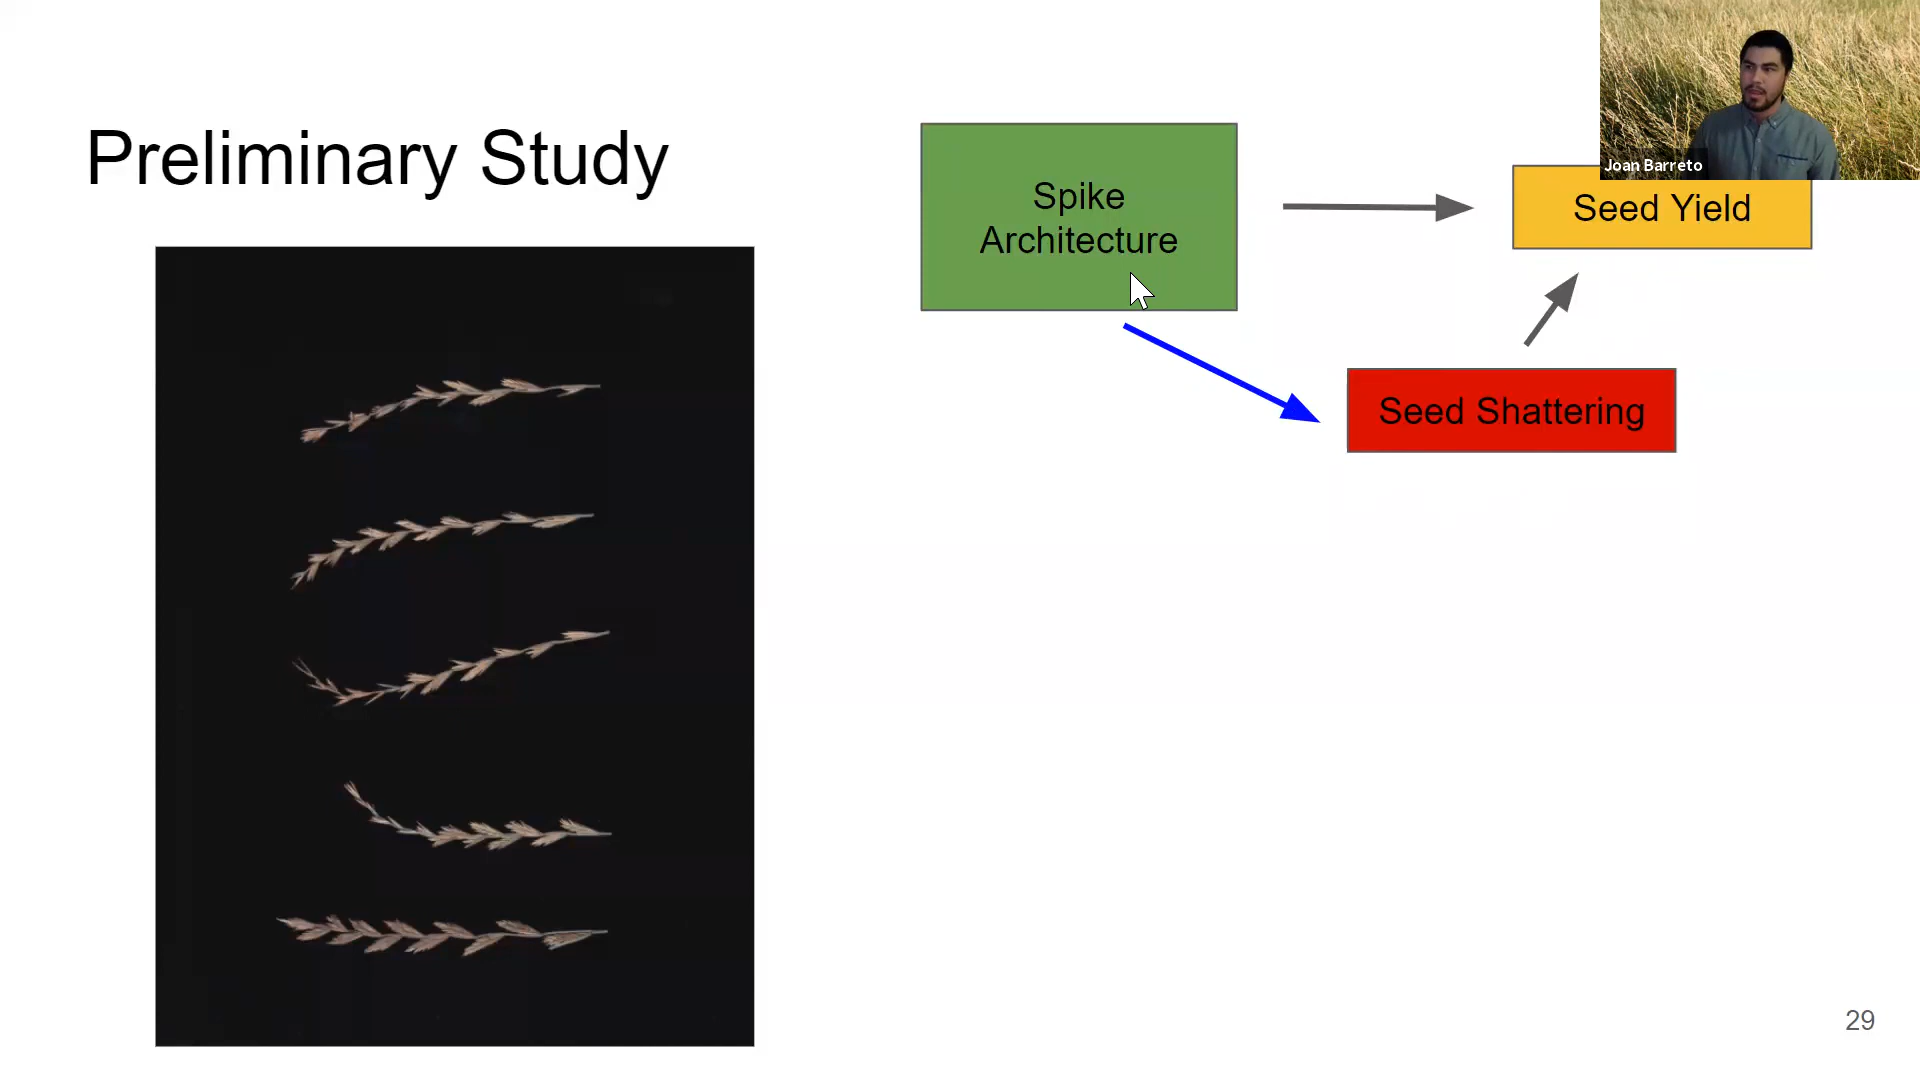 Preliminary Study
Spike
Architecture
Joan Barreto
Seed Yield
Seed Shattering
29